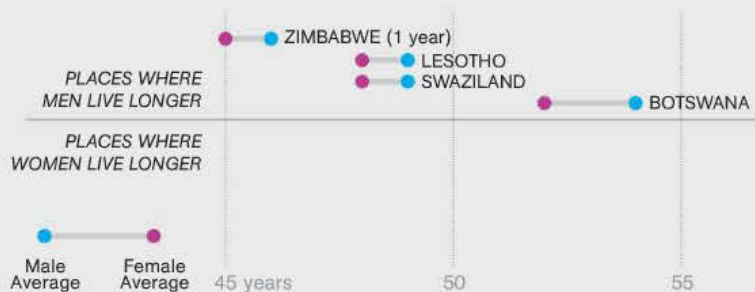 ZIMBABWE (1 year)
LESOTHO
SWAZILAND
BOTSWANA
PLACES WHERE
MEN LIVE LONGER
PLACES WHERE
WOMEN LIVE LONGER
Male
Average
Female
Average
45 years
50
55